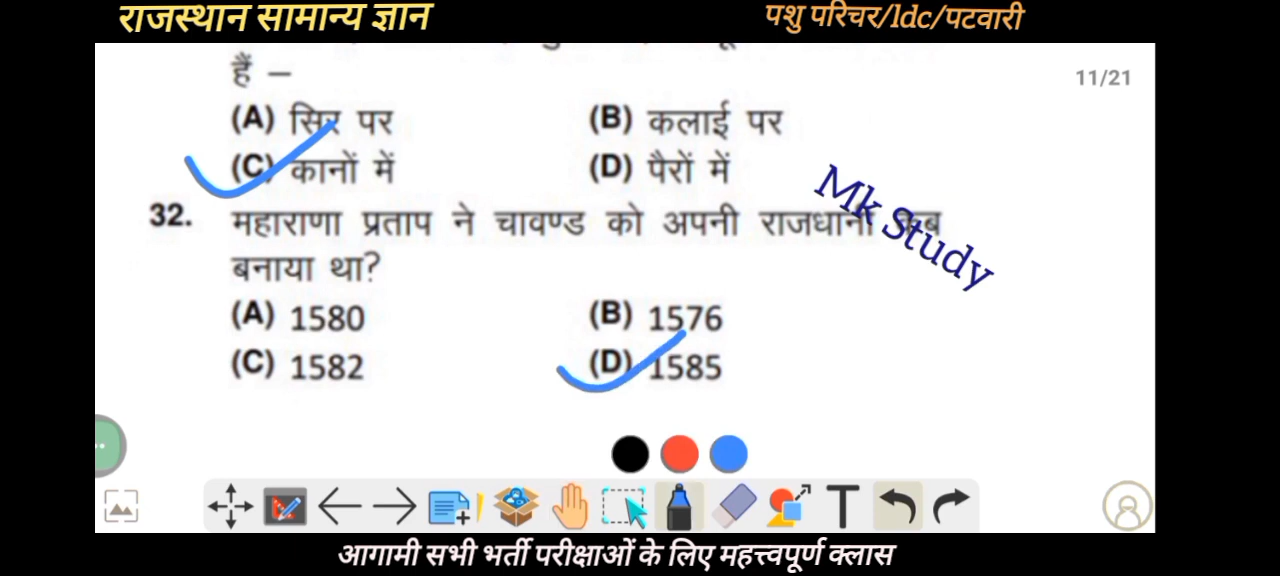 राजस्थान सामान्य ज्ञान
पशु परिचर/ldc/पटवारी
हैं –
11/21
(A) सिर पर
(B) कलाई पर
(C) कानों में
(D) पैरों में
32. महाराणा प्रताप ने चावण्ड को अपनी राजधानी कब
बनाया था?
Mk Study
(A) 1580
(B) 1576
(C) 1582
(D) 1585
T
आगामी सभी भर्ती परीक्षाओं के लिए महत्त्वपूर्ण क्लास